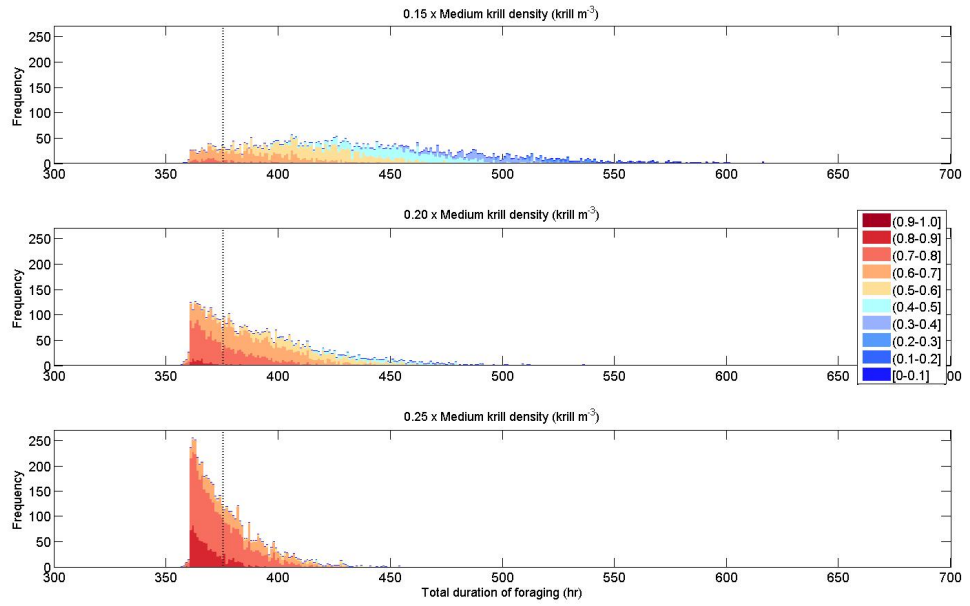 0.15 x Medium krill density (krill m-3)
Frequency
250
200
150
100
50
0
300 350 400 450 500 550 600 650 700
0.20 x Medium krill density (krill m-3)
Frequency
250
200
150
100
50
0
300 350 400 450 500 550 600 650 00
(0.9-1.0]
(0.8-0.9]
(0.7-0.8]
(0.6-0.7]
(0.5-0.6]
(0.4-0.5]
(0.3-0.4]
(0.2-0.3]
(0.1-0.2]
[0-0.1]
0.25 x Medium krill density (krill m-3)
Frequency
250
200
150
100
50
0
300 350 400 450 500 550 600 650 700
Total duration of foraging (hr)